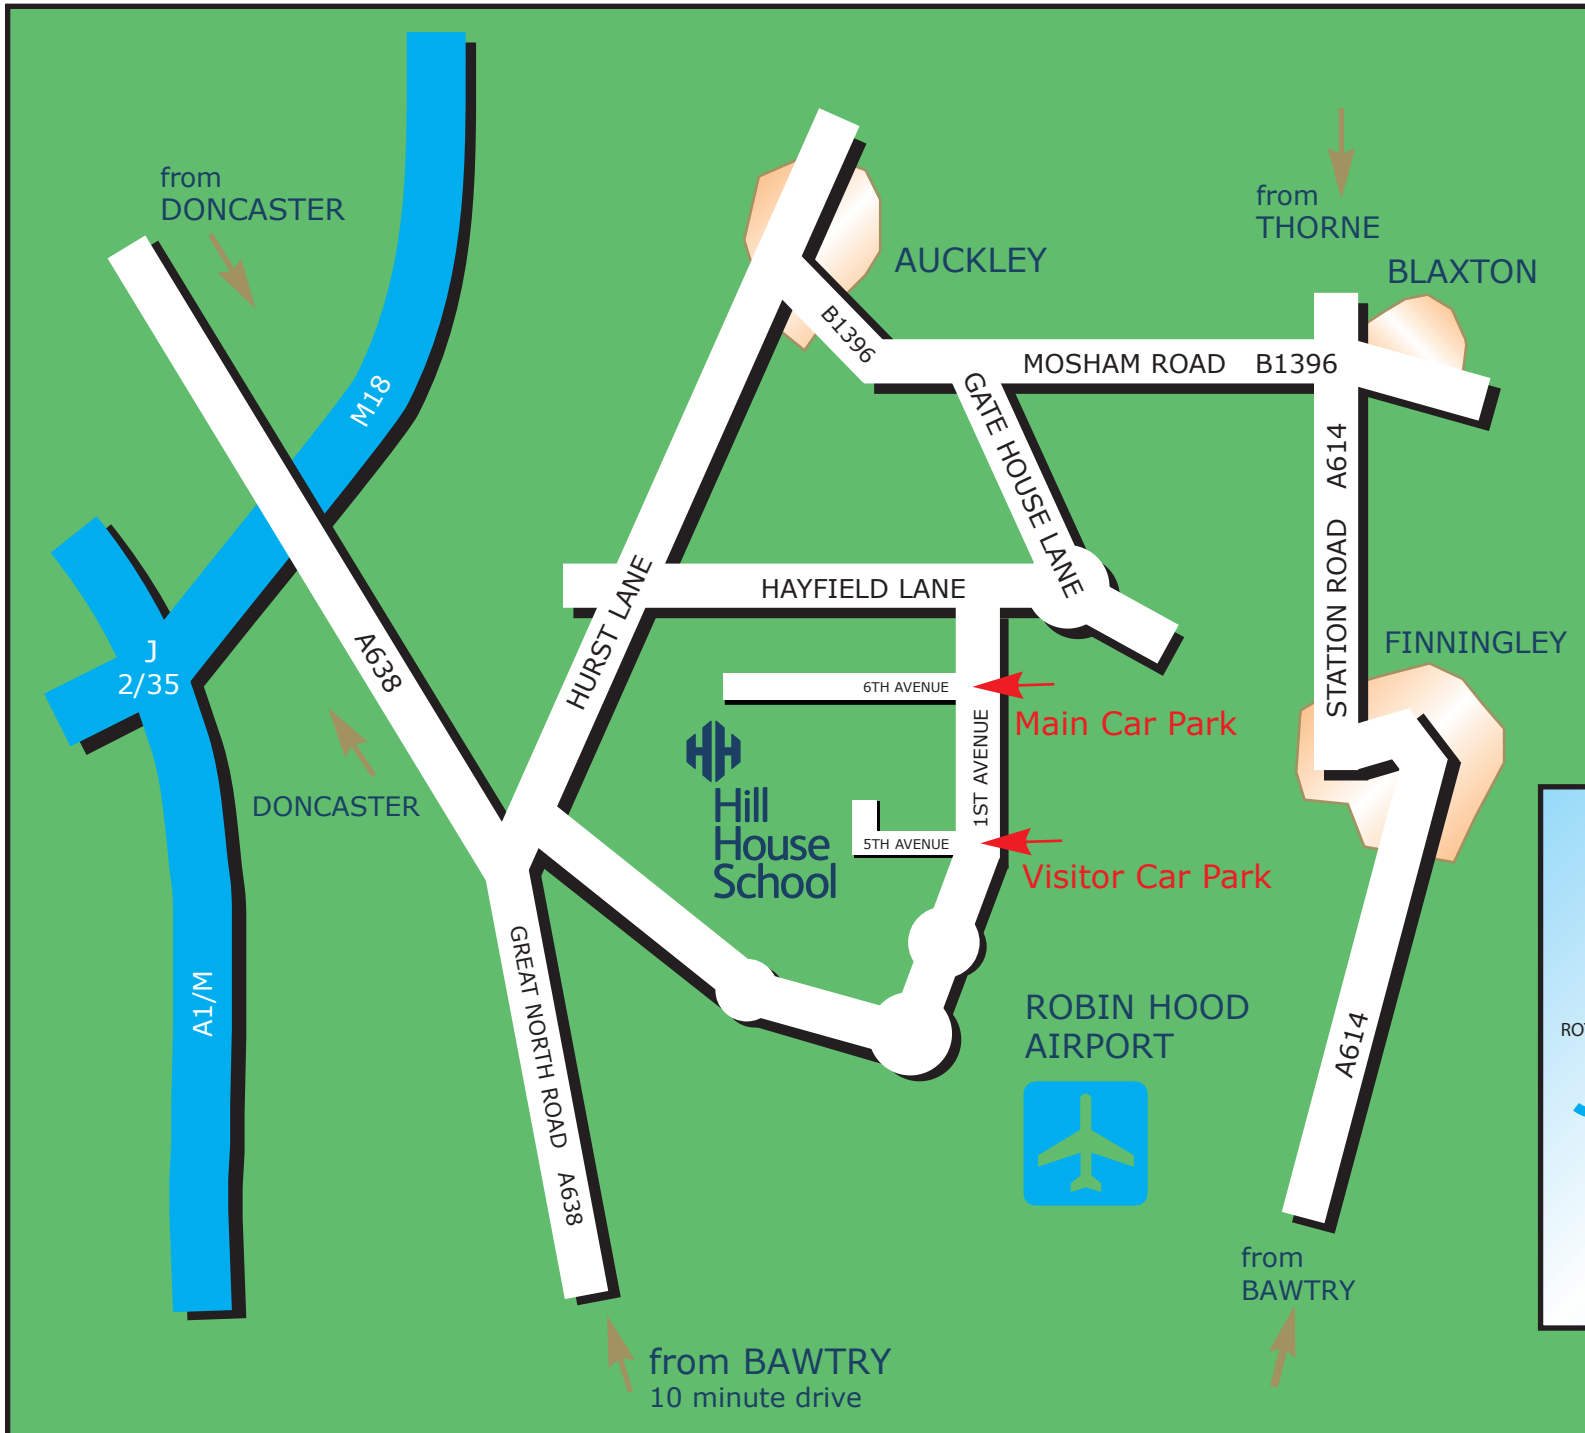 from
DONCASTER
from
THORNE
AUCKLEY
BLAXTON
B1396
MOSHAM ROAD B1396
M18
GATE HOUSE LANE
STATION ROAD A614
HURST LANE
HAYFIELD LANE
FINNINGLEY
J
2/35
A638
6TH AVENUE
Main Car Park
1ST AVENUE
DONCASTER
Hill
House
School
5TH AVENUE
Visitor Car Park
A1/M
GREAT NORTH ROAD A638
ROBIN HOOD
AIRPORT
A614
from
BAWTRY
from BAWTRY
10 minute drive